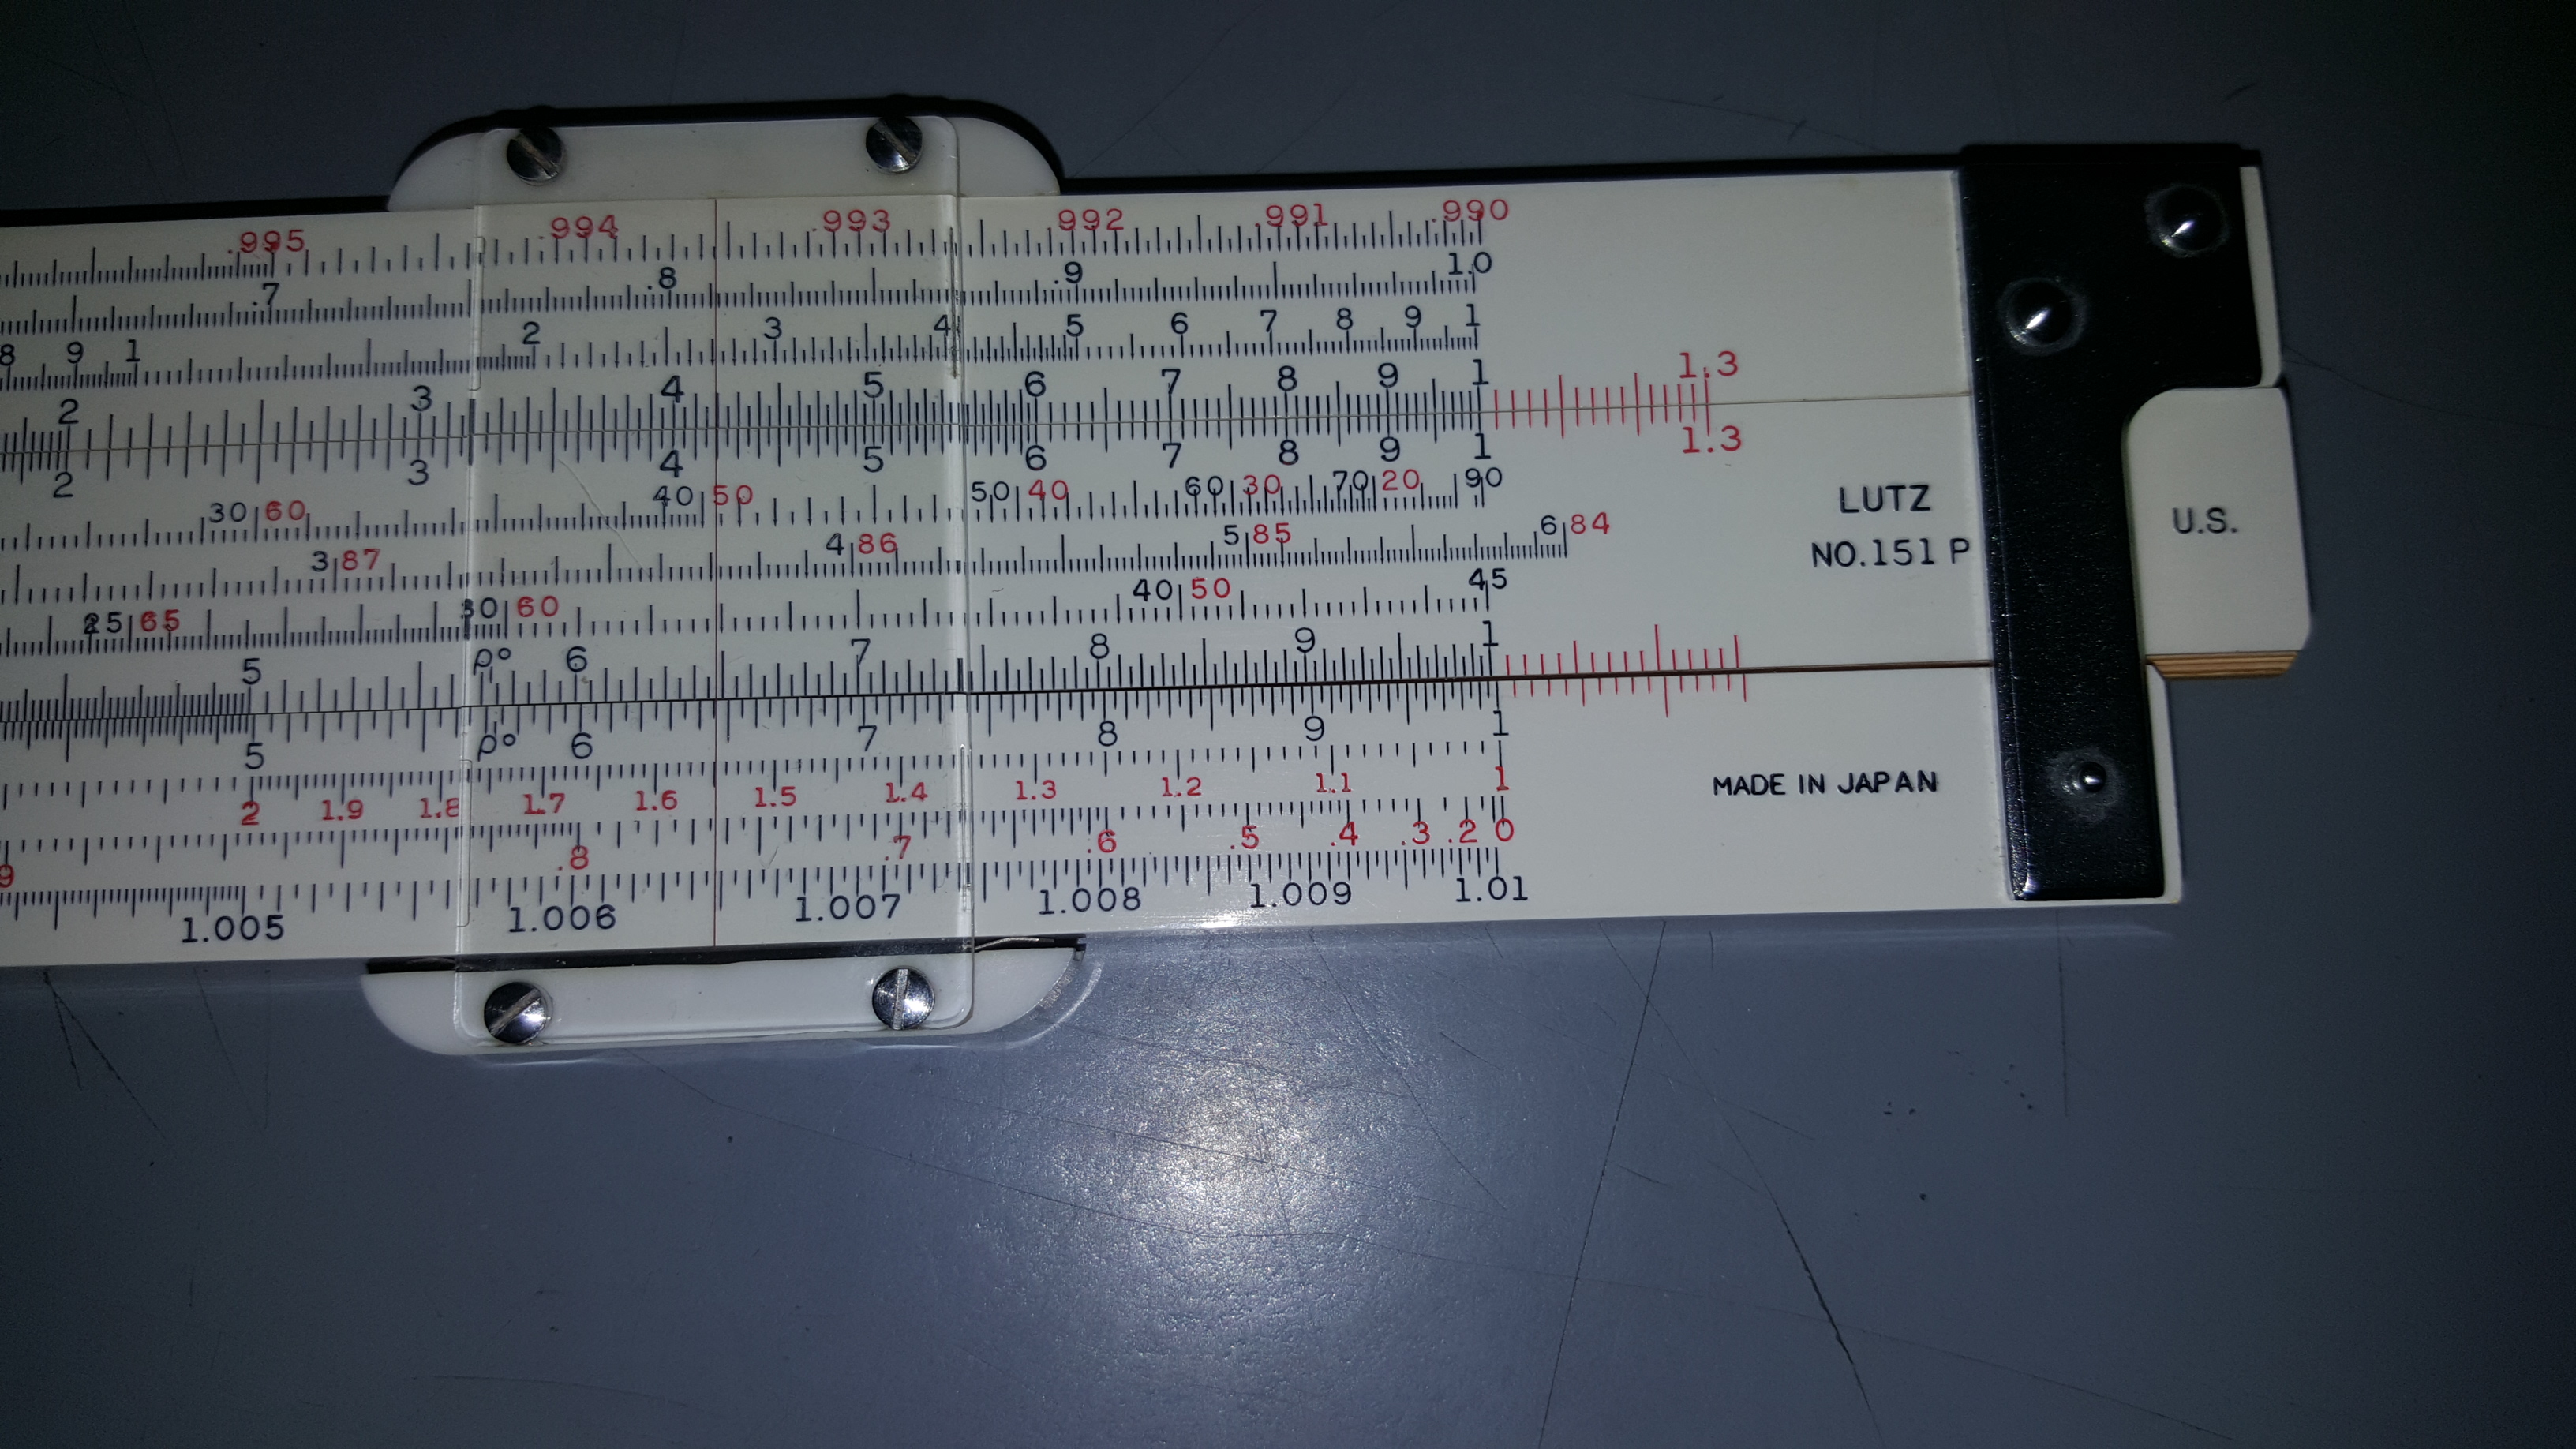 .995 .994 .993 .992 .991 .990
.7 .8 .9 1.0
8 9 1 2 3 4 5 6 7 8 9 1
2 3 4 5 6 7 8 9 1 1.3
2 3 4 5 6 7 8 9 1 1.3
30 60 40 50 50 40 60 30 70 20 90
3 87 4 86 5 85 6 84
25 65 30 60 40 50 45
5 ρ° 6 7 8 9 1
5 ρ° 6 7 8 9 1
2 1.9 1.8 1.7 1.6 1.5 1.4 1.3 1.2 1.1 1
9 .8 .7 .6 .5 .4 .3 .2 0
1.005 1.006 1.007 1.008 1.009 1.01
LUTZ
NO.151 P
MADE IN JAPAN
U.S.